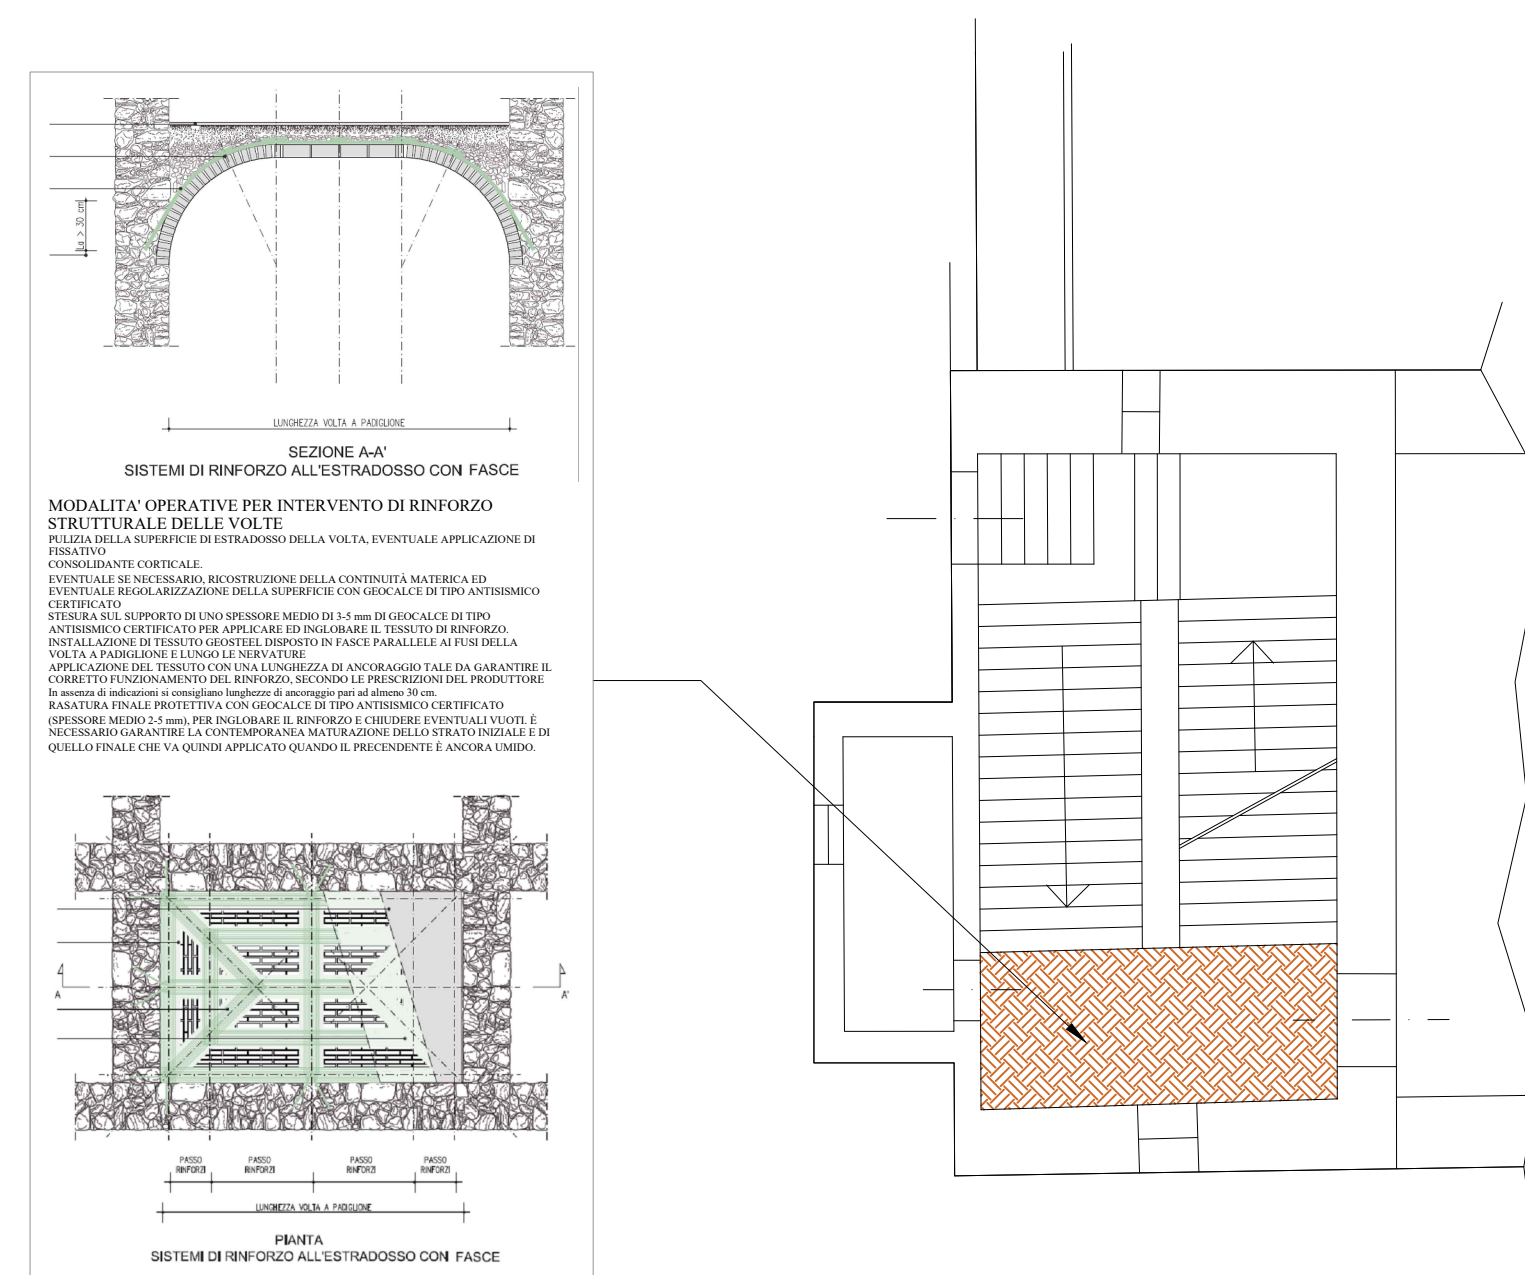 La > 30 cm
LUNGHEZZA VOLTA A PADIGLIONE
SEZIONE A-A'
SISTEMI DI RINFORZO ALL'ESTRADOSSO CON FASCE
MODALITA' OPERATIVE PER INTERVENTO DI RINFORZO
STRUTTURALE DELLE VOLTE
PULIZIA DELLA SUPERFICIE DI ESTRADOSSO DELLA VOLTA, EVENTUALE APPLICAZIONE DI
FISSATIVO
CONSOLIDANTE CORTICALE.
EVENTUALE SE NECESSARIO, RICOSTRUZIONE DELLA CONTINUITÀ MATERICA ED
EVENTUALE REGOLARIZZAZIONE DELLA SUPERFICIE CON GEOCALCE DI TIPO ANTISISMICO
CERTIFICATO
STESURA SUL SUPPORTO DI UNO SPESSORE MEDIO DI 3-5 mm DI GEOCALCE DI TIPO
ANTISISMICO CERTIFICATO PER APPLICARE ED INGLOBARE IL TESSUTO DI RINFORZO.
INSTALLAZIONE DI TESSUTO GEOSTEEL DISPOSTO IN FASCE PARALLELE AI FUSI DELLA
VOLTA A PADIGLIONE E LUNGO LE NERVATURE
APPLICAZIONE DEL TESSUTO CON UNA LUNGHEZZA DI ANCORAGGIO TALE DA GARANTIRE IL
CORRETTO FUNZIONAMENTO DEL RINFORZO, SECONDO LE PRESCRIZIONI DEL PRODUTTORE
In assenza di indicazioni si consigliano lunghezze di ancoraggio pari ad almeno 30 cm.
RASATURA FINALE PROTETTIVA CON GEOCALCE DI TIPO ANTISISMICO CERTIFICATO
(SPESSORE MEDIO 2-5 mm), PER INGLOBARE IL RINFORZO E CHIUDERE EVENTUALI VUOTI. È
NECESSARIO GARANTIRE LA CONTEMPORANEA MATURAZIONE DELLO STRATO INIZIALE E DI
QUELLO FINALE CHE VA QUINDI APPLICATO QUANDO IL PRECENDENTE È ANCORA UMIDO.
A A'
PASSO PASSO PASSO PASSO
RINFORZI RINFORZI RINFORZI RINFORZI
LUNGHEZZA VOLTA A PADIGLIONE
PIANTA
SISTEMI DI RINFORZO ALL'ESTRADOSSO CON FASCE